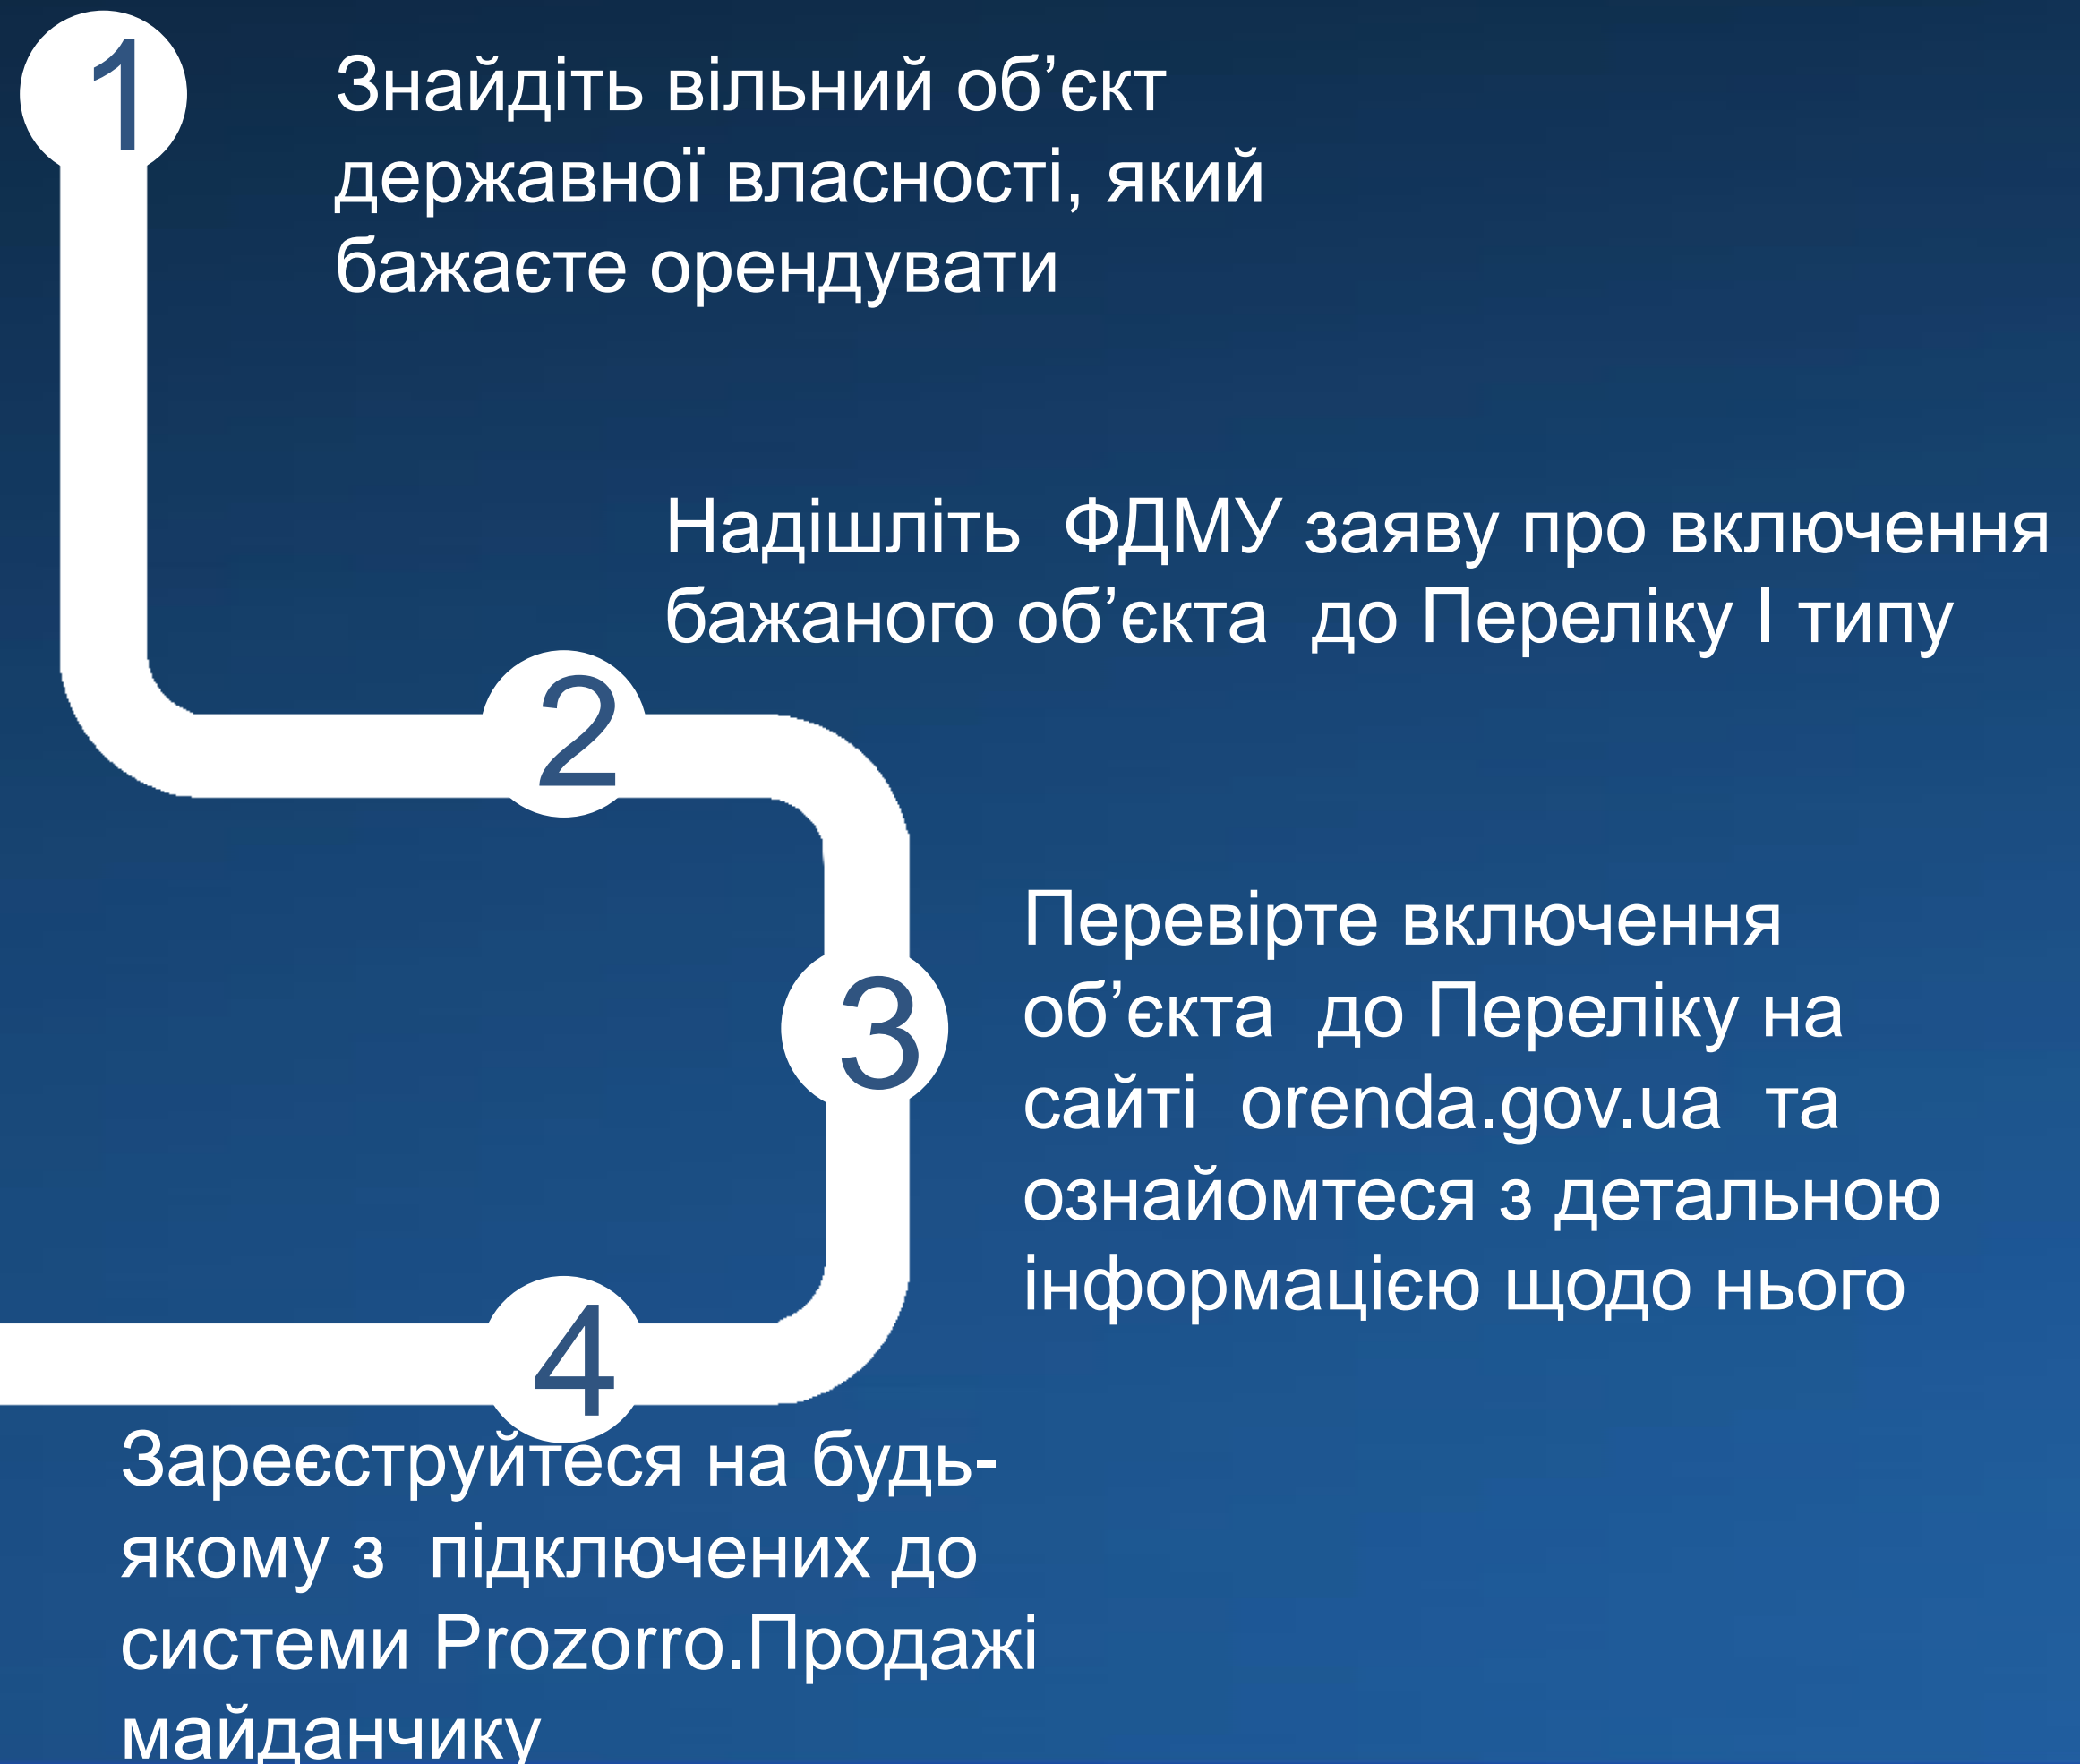 1
Знайдіть вільний об’єкт
державної власності, який
бажаєте орендувати
Надішліть ФДМУ заяву про включення
бажаного об’єкта до Переліку І типу
2
Перевірте включення
об’єкта до Переліку на
сайті orenda.gov.ua та
ознайомтеся з детальною
інформацією щодо нього
3
4
Зареєструйтеся на будь-
якому з підключених до
системи Prozorro.Продажі
майданчику